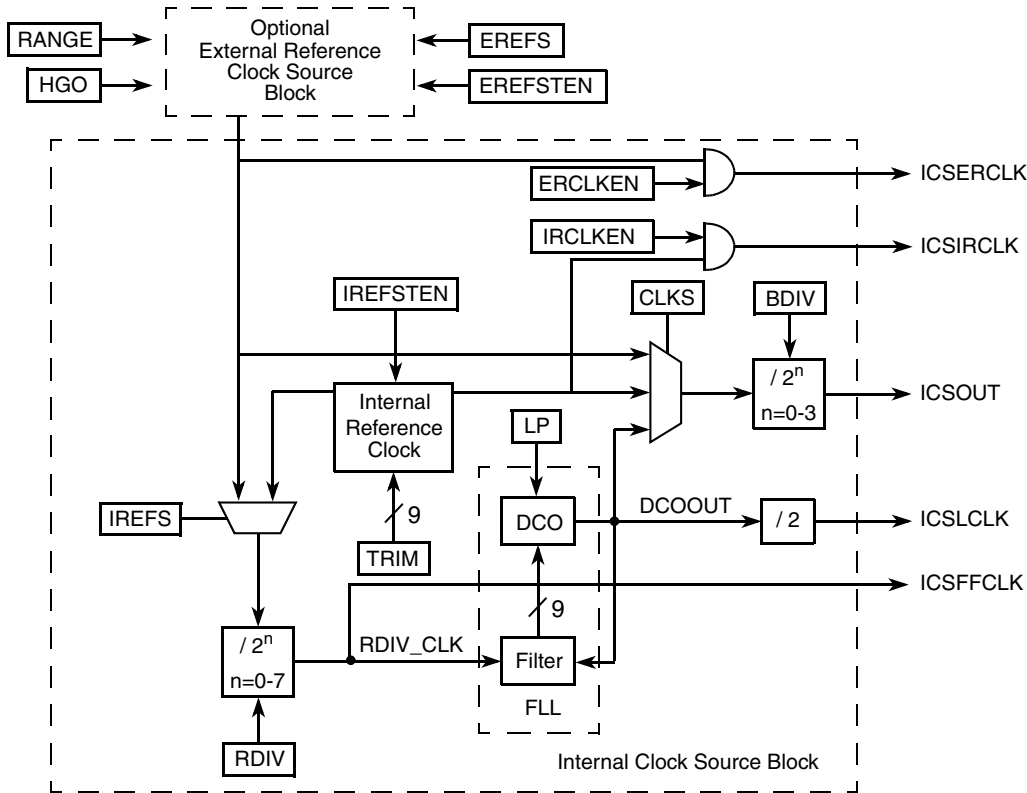 RANGE
HGO
Optional
External Reference
Clock Source
Block
EREFS
EREFSTEN
ERCLKEN
ICSERCLK
IRCLKEN
ICSIRCLK
IREFSTEN
CLKS
BDIV
Internal
Reference
Clock
/ 2ⁿ
n=0-3
ICSOUT
LP
IREFS
9
TRIM
DCO
DCOOUT
/ 2
ICSLCLK
ICSFFCLK
9
/ 2ⁿ
n=0-7
RDIV_CLK
Filter
FLL
RDIV
Internal Clock Source Block